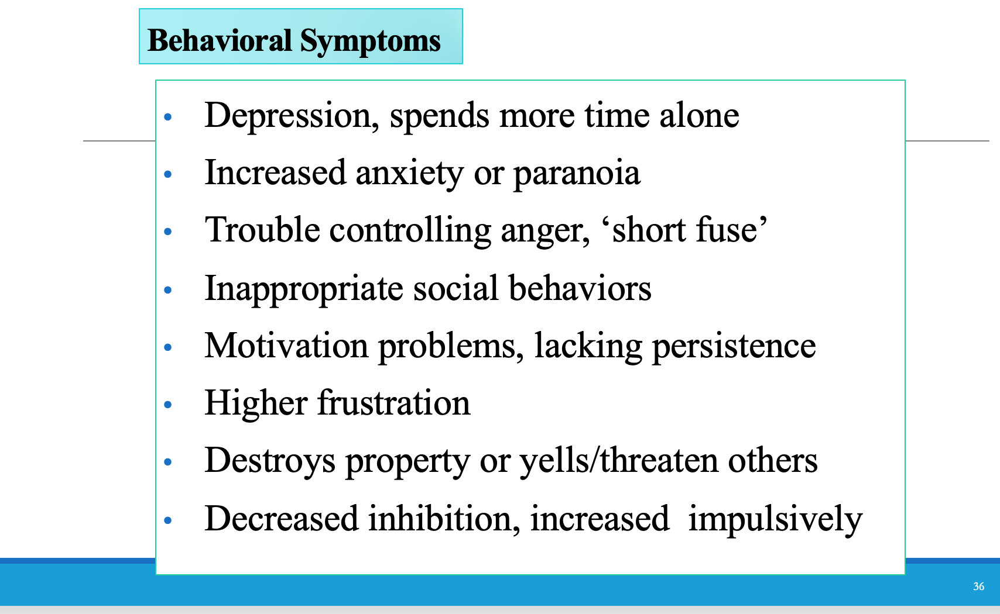 Behavioral Symptoms
• Depression, spends more time alone
• Increased anxiety or paranoia
• Trouble controlling anger, ‘short fuse’
• Inappropriate social behaviors
• Motivation problems, lacking persistence
• Higher frustration
• Destroys property or yells/threaten others
• Decreased inhibition, increased  impulsively
36